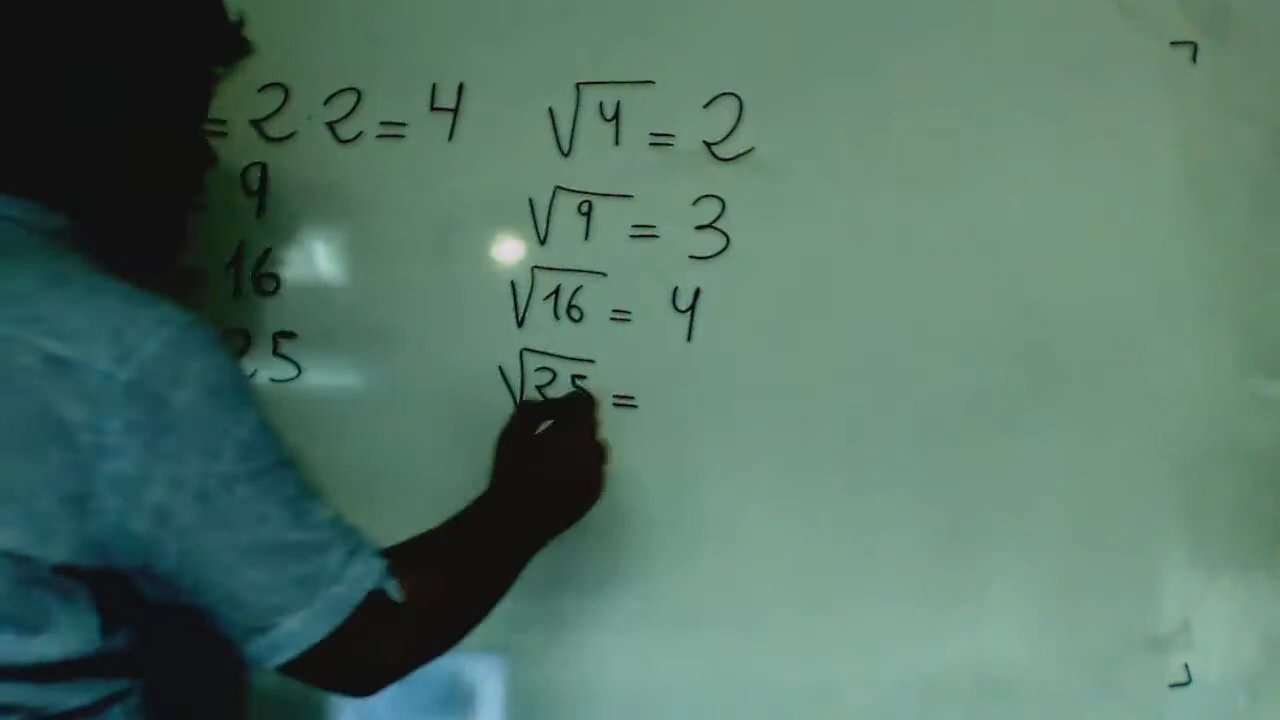 = 2·2 = 4 √4 = 2
9 √9 = 3
16 √16 = 4
25 √25 =